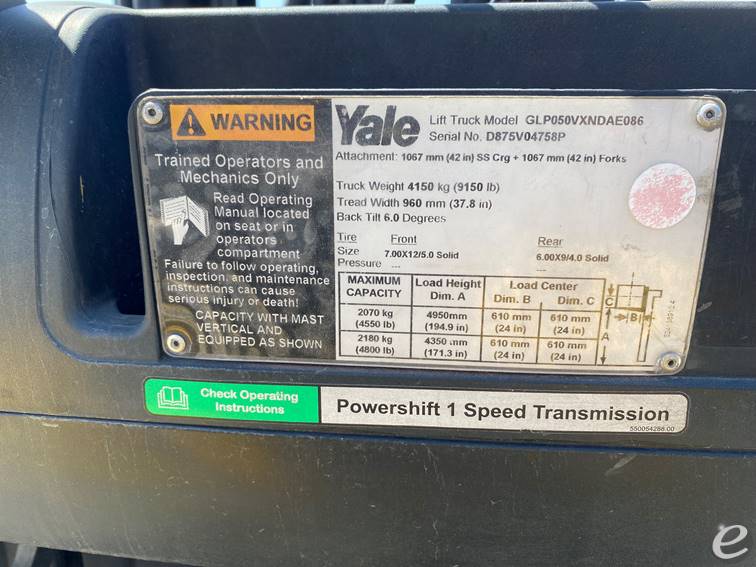 WARNING
Trained Operators and
Mechanics Only
Read Operating
Manual located
on seat or in
operators
compartment
Failure to follow operating,
inspection, and maintenance
instructions can cause
serious injury or death!
CAPACITY WITH MAST
VERTICAL AND
EQUIPPED AS SHOWN
Yale
Lift Truck Model GLP050VXNDAE086
Serial No. D875V04758P
Attachment: 1067 mm (42 in) SS Crg + 1067 mm (42 in) Forks
Truck Weight 4150 kg (9150 lb)
Tread Width 960 mm (37.8 in)
Back Tilt 6.0 Degrees
Tire Front Rear
Size 7.00X12/5.0 Solid 6.00X9/4.0 Solid
Pressure --- ---
MAXIMUM CAPACITY Load Height Dim. A Load Center Dim. B Dim. C
2070 kg 4950mm 610 mm 610 mm
(4550 lb) (194.9 in) (24 in) (24 in)
2180 kg 4350 mm 610 mm 610 mm
(4800 lb) (171.3 in) (24 in) (24 in)
C
B
A
Check Operating
Instructions
Powershift 1 Speed Transmission
550054288.00
e